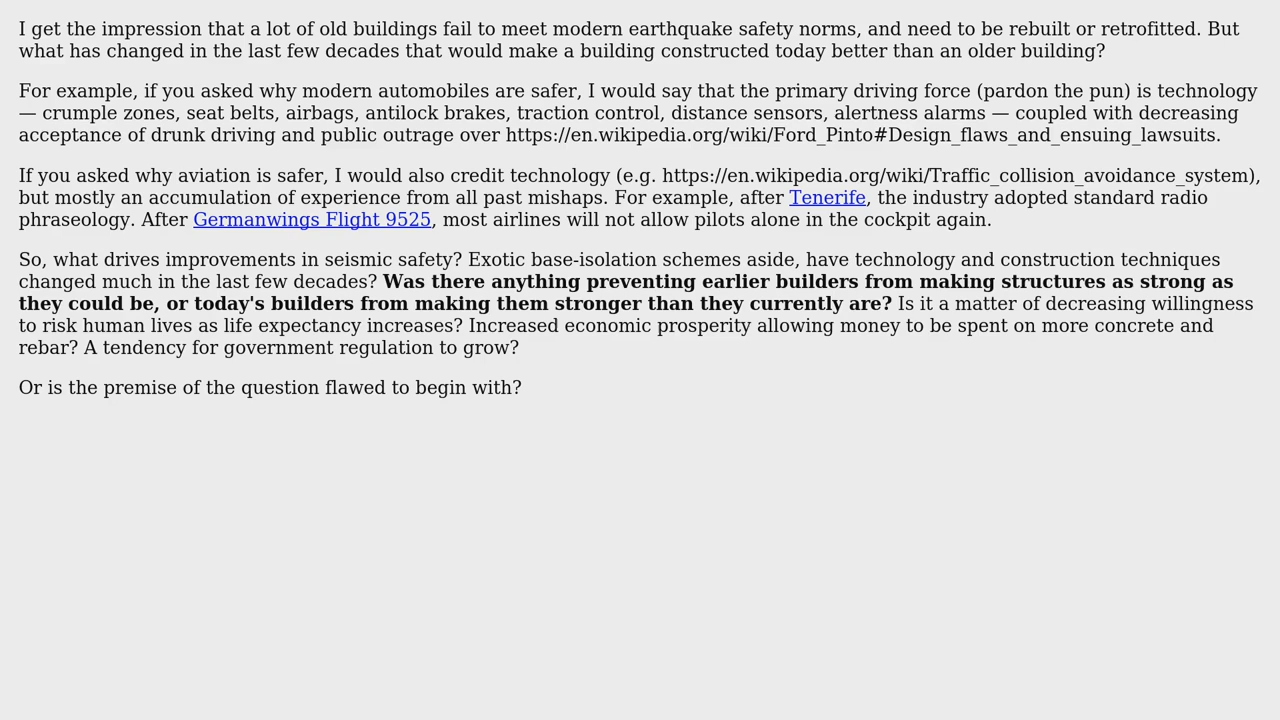 I get the impression that a lot of old buildings fail to meet modern earthquake safety norms, and need to be rebuilt or retrofitted. But
what has changed in the last few decades that would make a building constructed today better than an older building?
For example, if you asked why modern automobiles are safer, I would say that the primary driving force (pardon the pun) is technology
— crumple zones, seat belts, airbags, antilock brakes, traction control, distance sensors, alertness alarms — coupled with decreasing
acceptance of drunk driving and public outrage over https://en.wikipedia.org/wiki/Ford_Pinto#Design_flaws_and_ensuing_lawsuits.
If you asked why aviation is safer, I would also credit technology (e.g. https://en.wikipedia.org/wiki/Traffic_collision_avoidance_system),
but mostly an accumulation of experience from all past mishaps. For example, after Tenerife, the industry adopted standard radio
phraseology. After Germanwings Flight 9525, most airlines will not allow pilots alone in the cockpit again.
So, what drives improvements in seismic safety? Exotic base-isolation schemes aside, have technology and construction techniques
changed much in the last few decades? Was there anything preventing earlier builders from making structures as strong as
they could be, or today's builders from making them stronger than they currently are? Is it a matter of decreasing willingness
to risk human lives as life expectancy increases? Increased economic prosperity allowing money to be spent on more concrete and
rebar? A tendency for government regulation to grow?
Or is the premise of the question flawed to begin with?